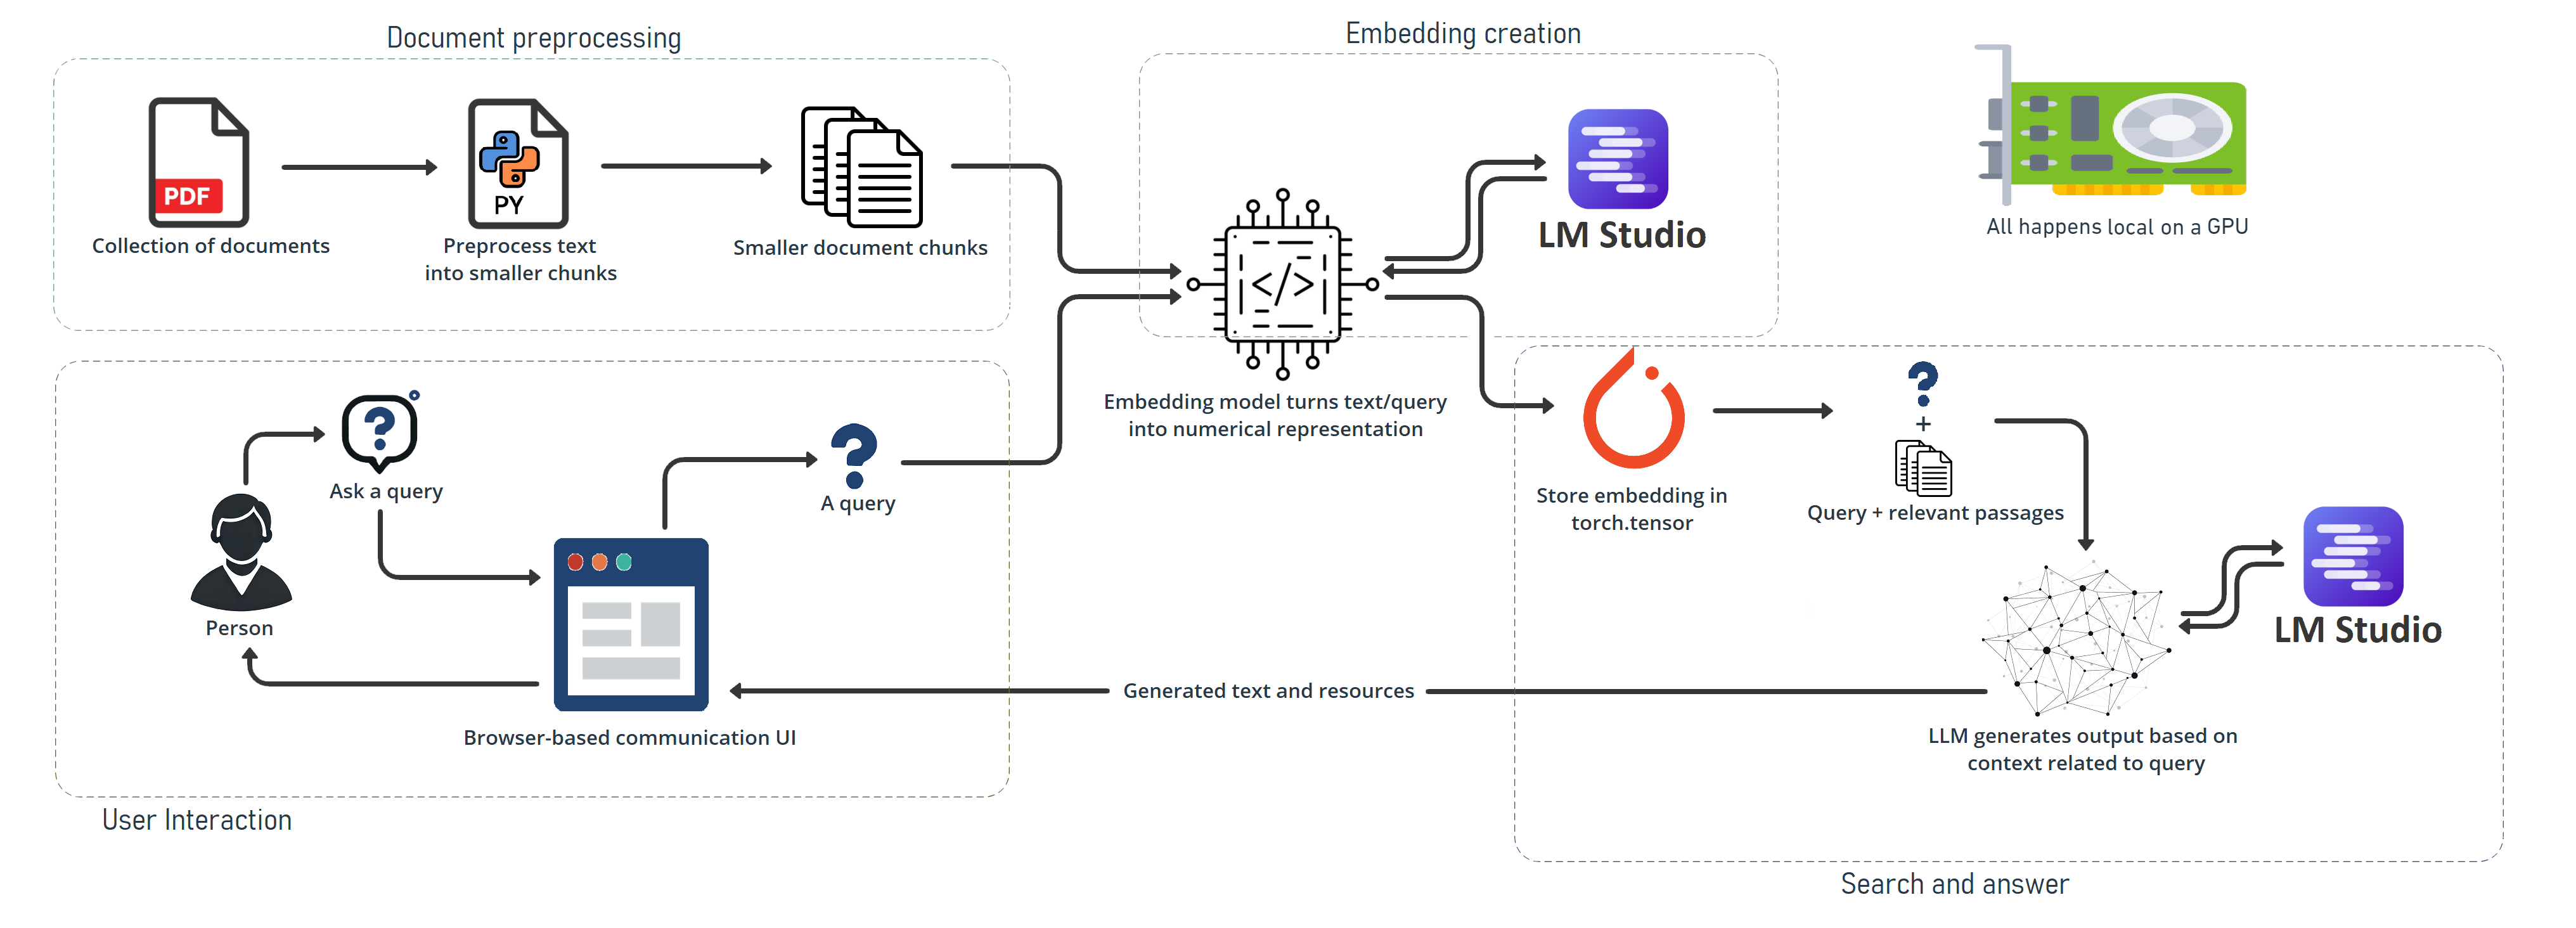 Document preprocessing
PDF
Collection of documents
PY
Preprocess text
into smaller chunks
Smaller document chunks
Embedding creation
</>
LM Studio
Embedding model turns text/query
into numerical representation
All happens local on a GPU
?
Ask a query
Person
?
A query
Browser-based communication UI
User Interaction
Store embedding in
torch.tensor
?
+
Query + relevant passages
LM Studio
LLM generates output based on
context related to query
Generated text and resources
Search and answer